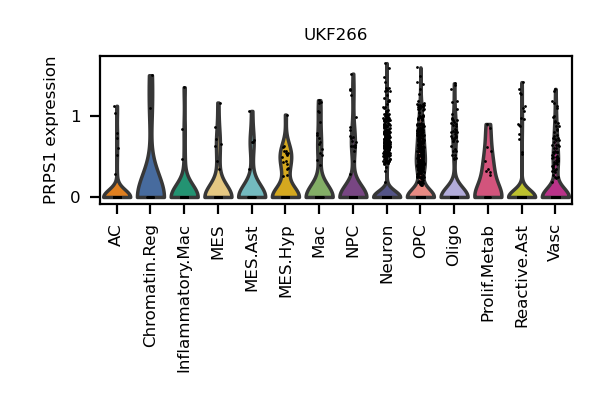 UKF266
PRPS1 expression
1
0
AC
Chromatin.Reg
Inflammatory.Mac
MES
MES.Ast
MES.Hyp
Mac
NPC
Neuron
OPC
Oligo
Prolif.Metab
Reactive.Ast
Vasc